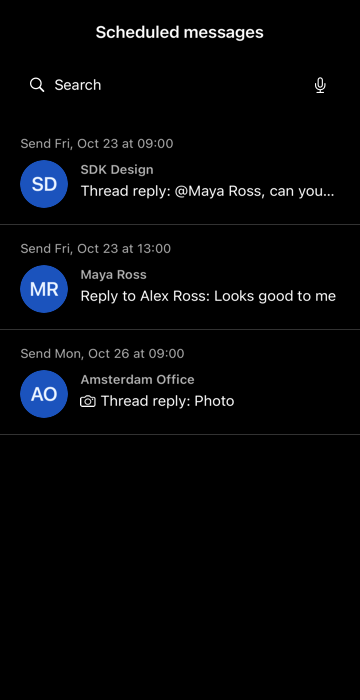 Scheduled messages
Search
Send Fri, Oct 23 at 09:00
SD
SDK Design
Thread reply: @Maya Ross, can you...
Send Fri, Oct 23 at 13:00
MR
Maya Ross
Reply to Alex Ross: Looks good to me
Send Mon, Oct 26 at 09:00
AO
Amsterdam Office
Thread reply: Photo